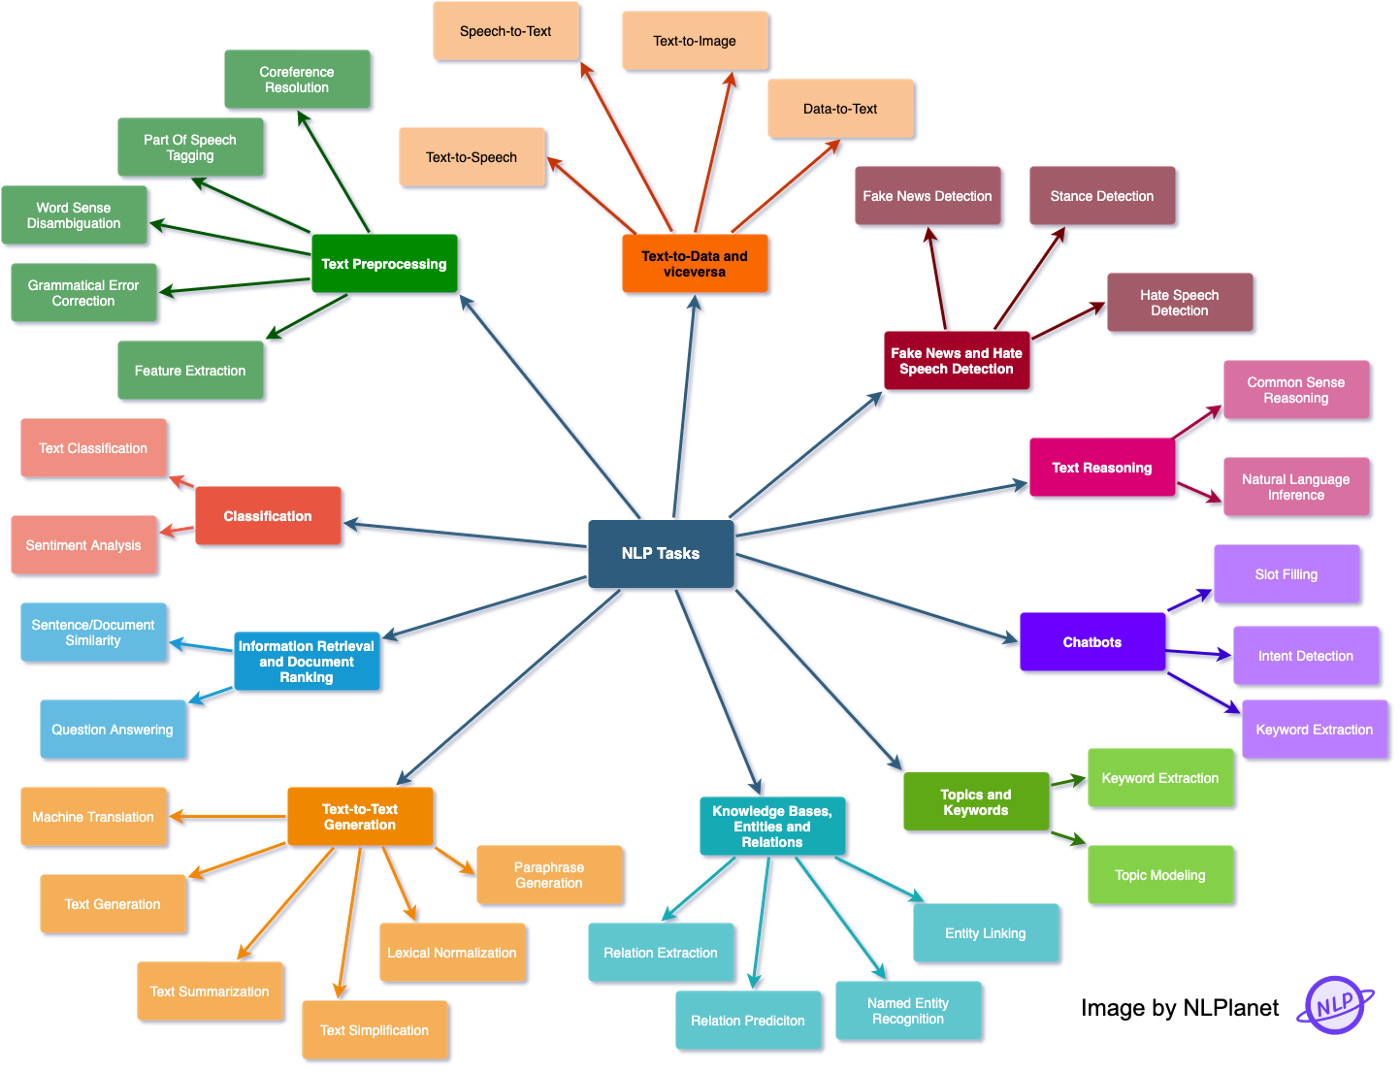 Speech-to-Text
Text-to-Image
Data-to-Text
Text-to-Speech
Text-to-Data and
viceversa
Coreference
Resolution
Part Of Speech
Tagging
Word Sense
Disambiguation
Grammatical Error
Correction
Feature Extraction
Text Preprocessing
Fake News Detection
Stance Detection
Hate Speech
Detection
Fake News and Hate
Speech Detection
Common Sense
Reasoning
Natural Language
Inference
Text Reasoning
Text Classification
Sentiment Analysis
Classification
NLP Tasks
Slot Filling
Intent Detection
Keyword Extraction
Chatbots
Sentence/Document
Similarity
Question Answering
Information Retrieval
and Document
Ranking
Keyword Extraction
Topic Modeling
Topics and
Keywords
Machine Translation
Text Generation
Text Summarization
Text Simplification
Lexical Normalization
Paraphrase
Generation
Text-to-Text
Generation
Knowledge Bases,
Entities and
Relations
Relation Extraction
Relation Prediciton
Named Entity
Recognition
Entity Linking
Image by NLPlanet
NLP